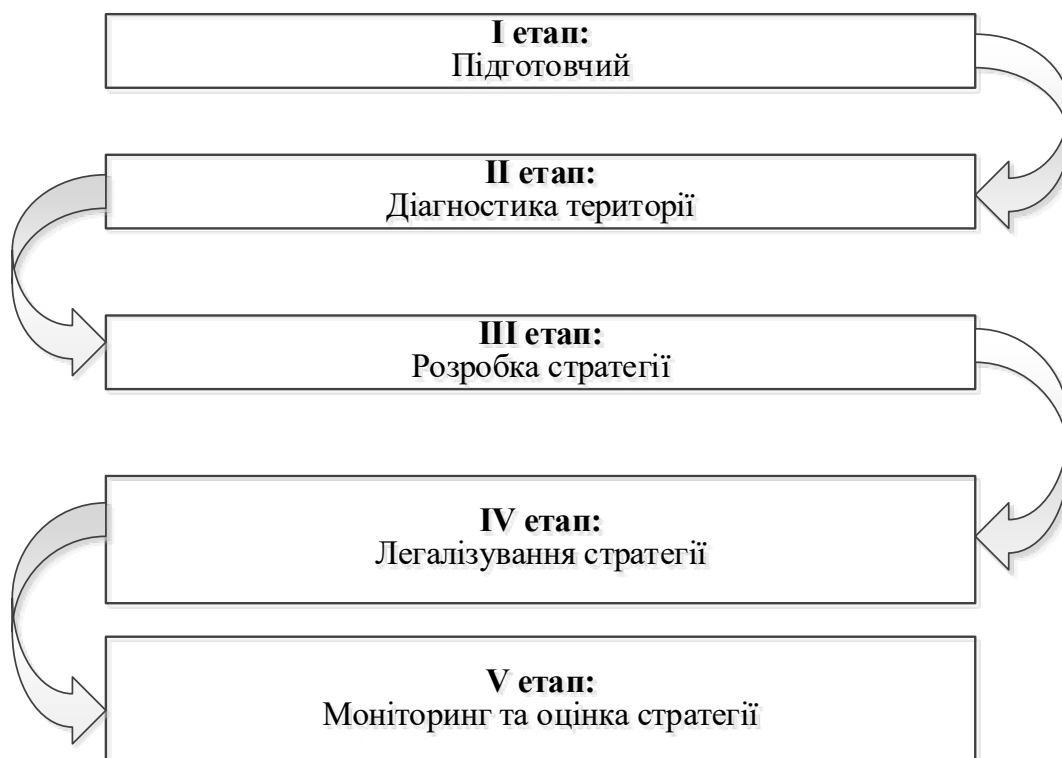 I етап:
Підготовчий
II етап:
Діагностика території
III етап:
Розробка стратегії
IV етап:
Легалізування стратегії
V етап:
Моніторинг та оцінка стратегії